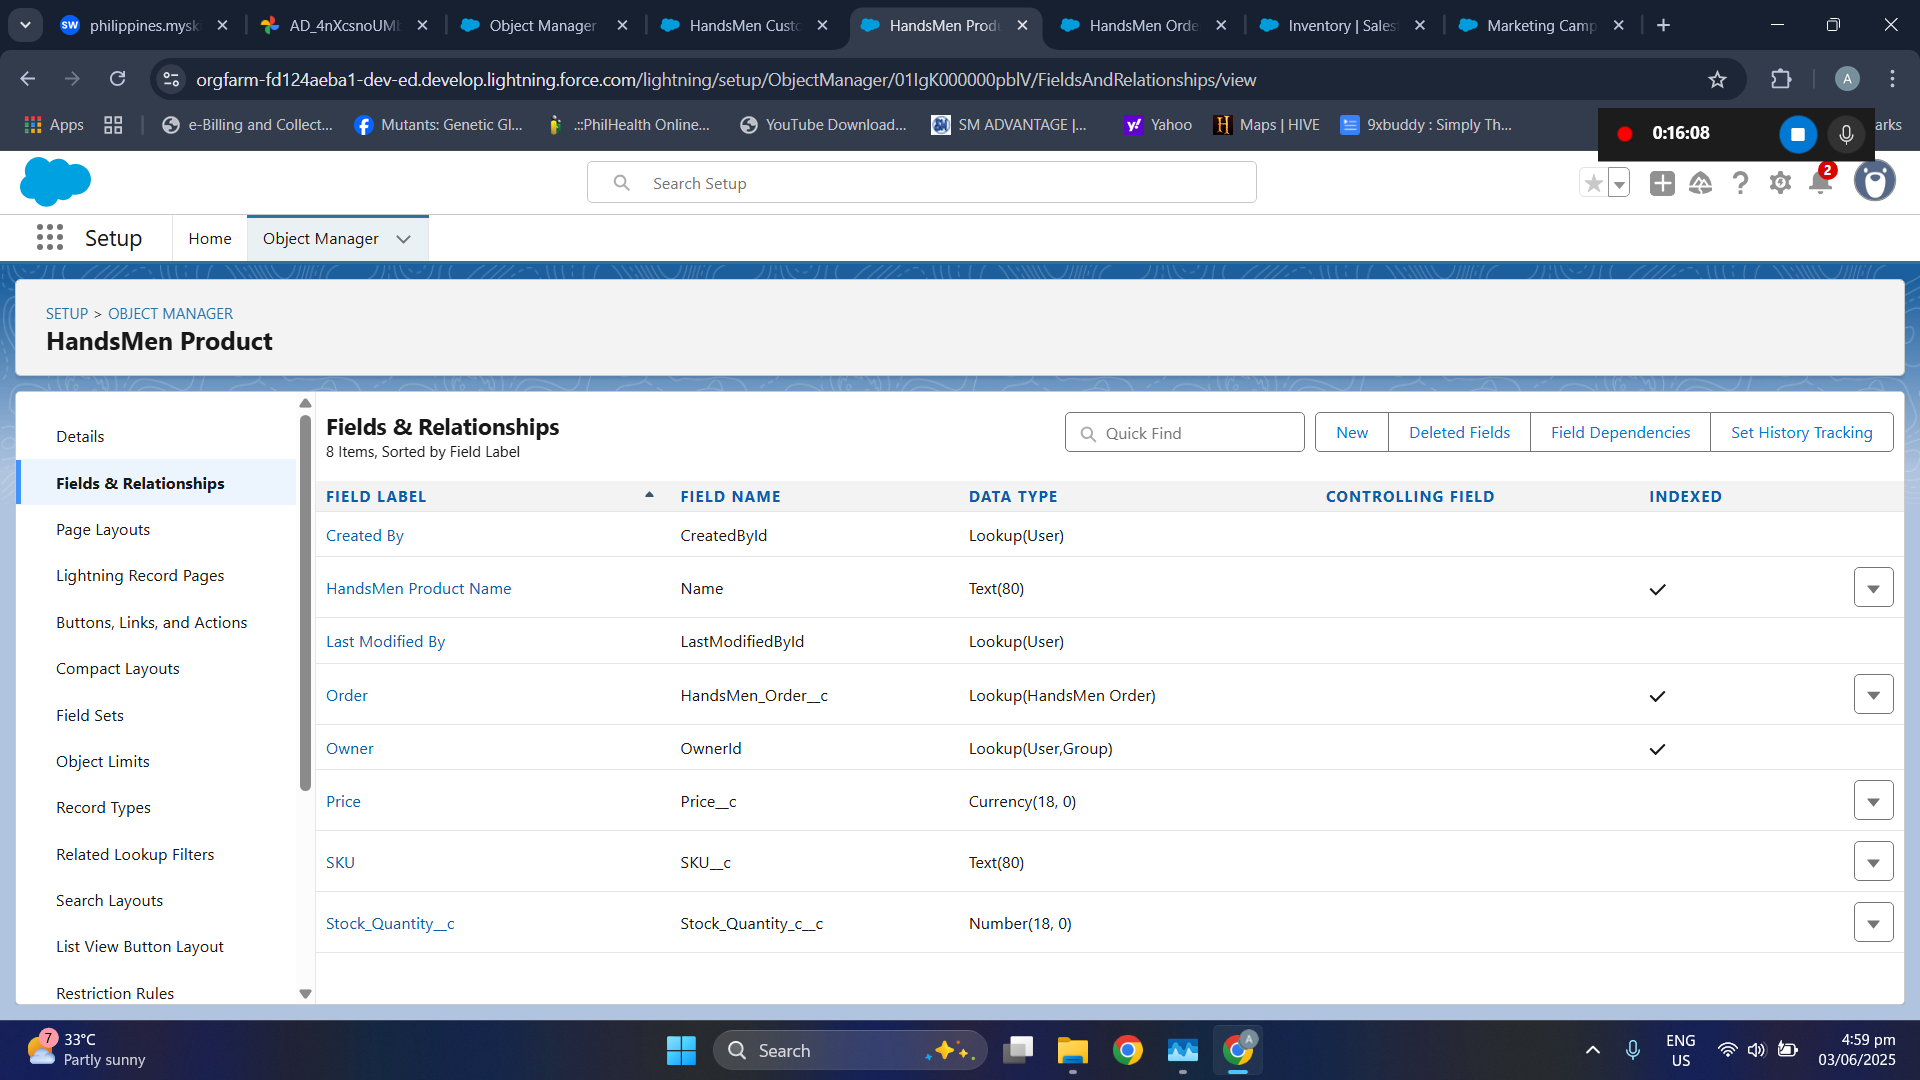 philippines.mysk
AD_4nXcsnoUM
Object Manager
HandsMen Custo
HandsMen Produ
HandsMen Orde
Inventory | Sales
Marketing Camp
orgfarm-fd124aeba1-dev-ed.develop.lightning.force.com/lightning/setup/ObjectManager/01IgK000000pblV/FieldsAndRelationships/view
A
Apps
e-Billing and Collect...
Mutants: Genetic Gl...
.::PhilHealth Online...
YouTube Download...
SM ADVANTAGE |...
Yahoo
Maps | HIVE
9xbuddy : Simply Th...
arks
0:16:08
Search Setup
2
Setup
Home
Object Manager
SETUP > OBJECT MANAGER
HandsMen Product
Details
Fields & Relationships
Page Layouts
Lightning Record Pages
Buttons, Links, and Actions
Compact Layouts
Field Sets
Object Limits
Record Types
Related Lookup Filters
Search Layouts
List View Button Layout
Restriction Rules
Fields & Relationships
8 Items, Sorted by Field Label
Quick Find
New
Deleted Fields
Field Dependencies
Set History Tracking
FIELD LABEL FIELD NAME DATA TYPE CONTROLLING FIELD INDEXED
Created By CreatedById Lookup(User)
HandsMen Product Name Name Text(80)
Last Modified By LastModifiedById Lookup(User)
Order HandsMen_Order__c Lookup(HandsMen Order)
Owner OwnerId Lookup(User,Group)
Price Price__c Currency(18, 0)
SKU SKU__c Text(80)
Stock_Quantity__c Stock_Quantity_c__c Number(18, 0)
7
33°C
Partly sunny
Search
A
ENG
US
4:59 pm
03/06/2025